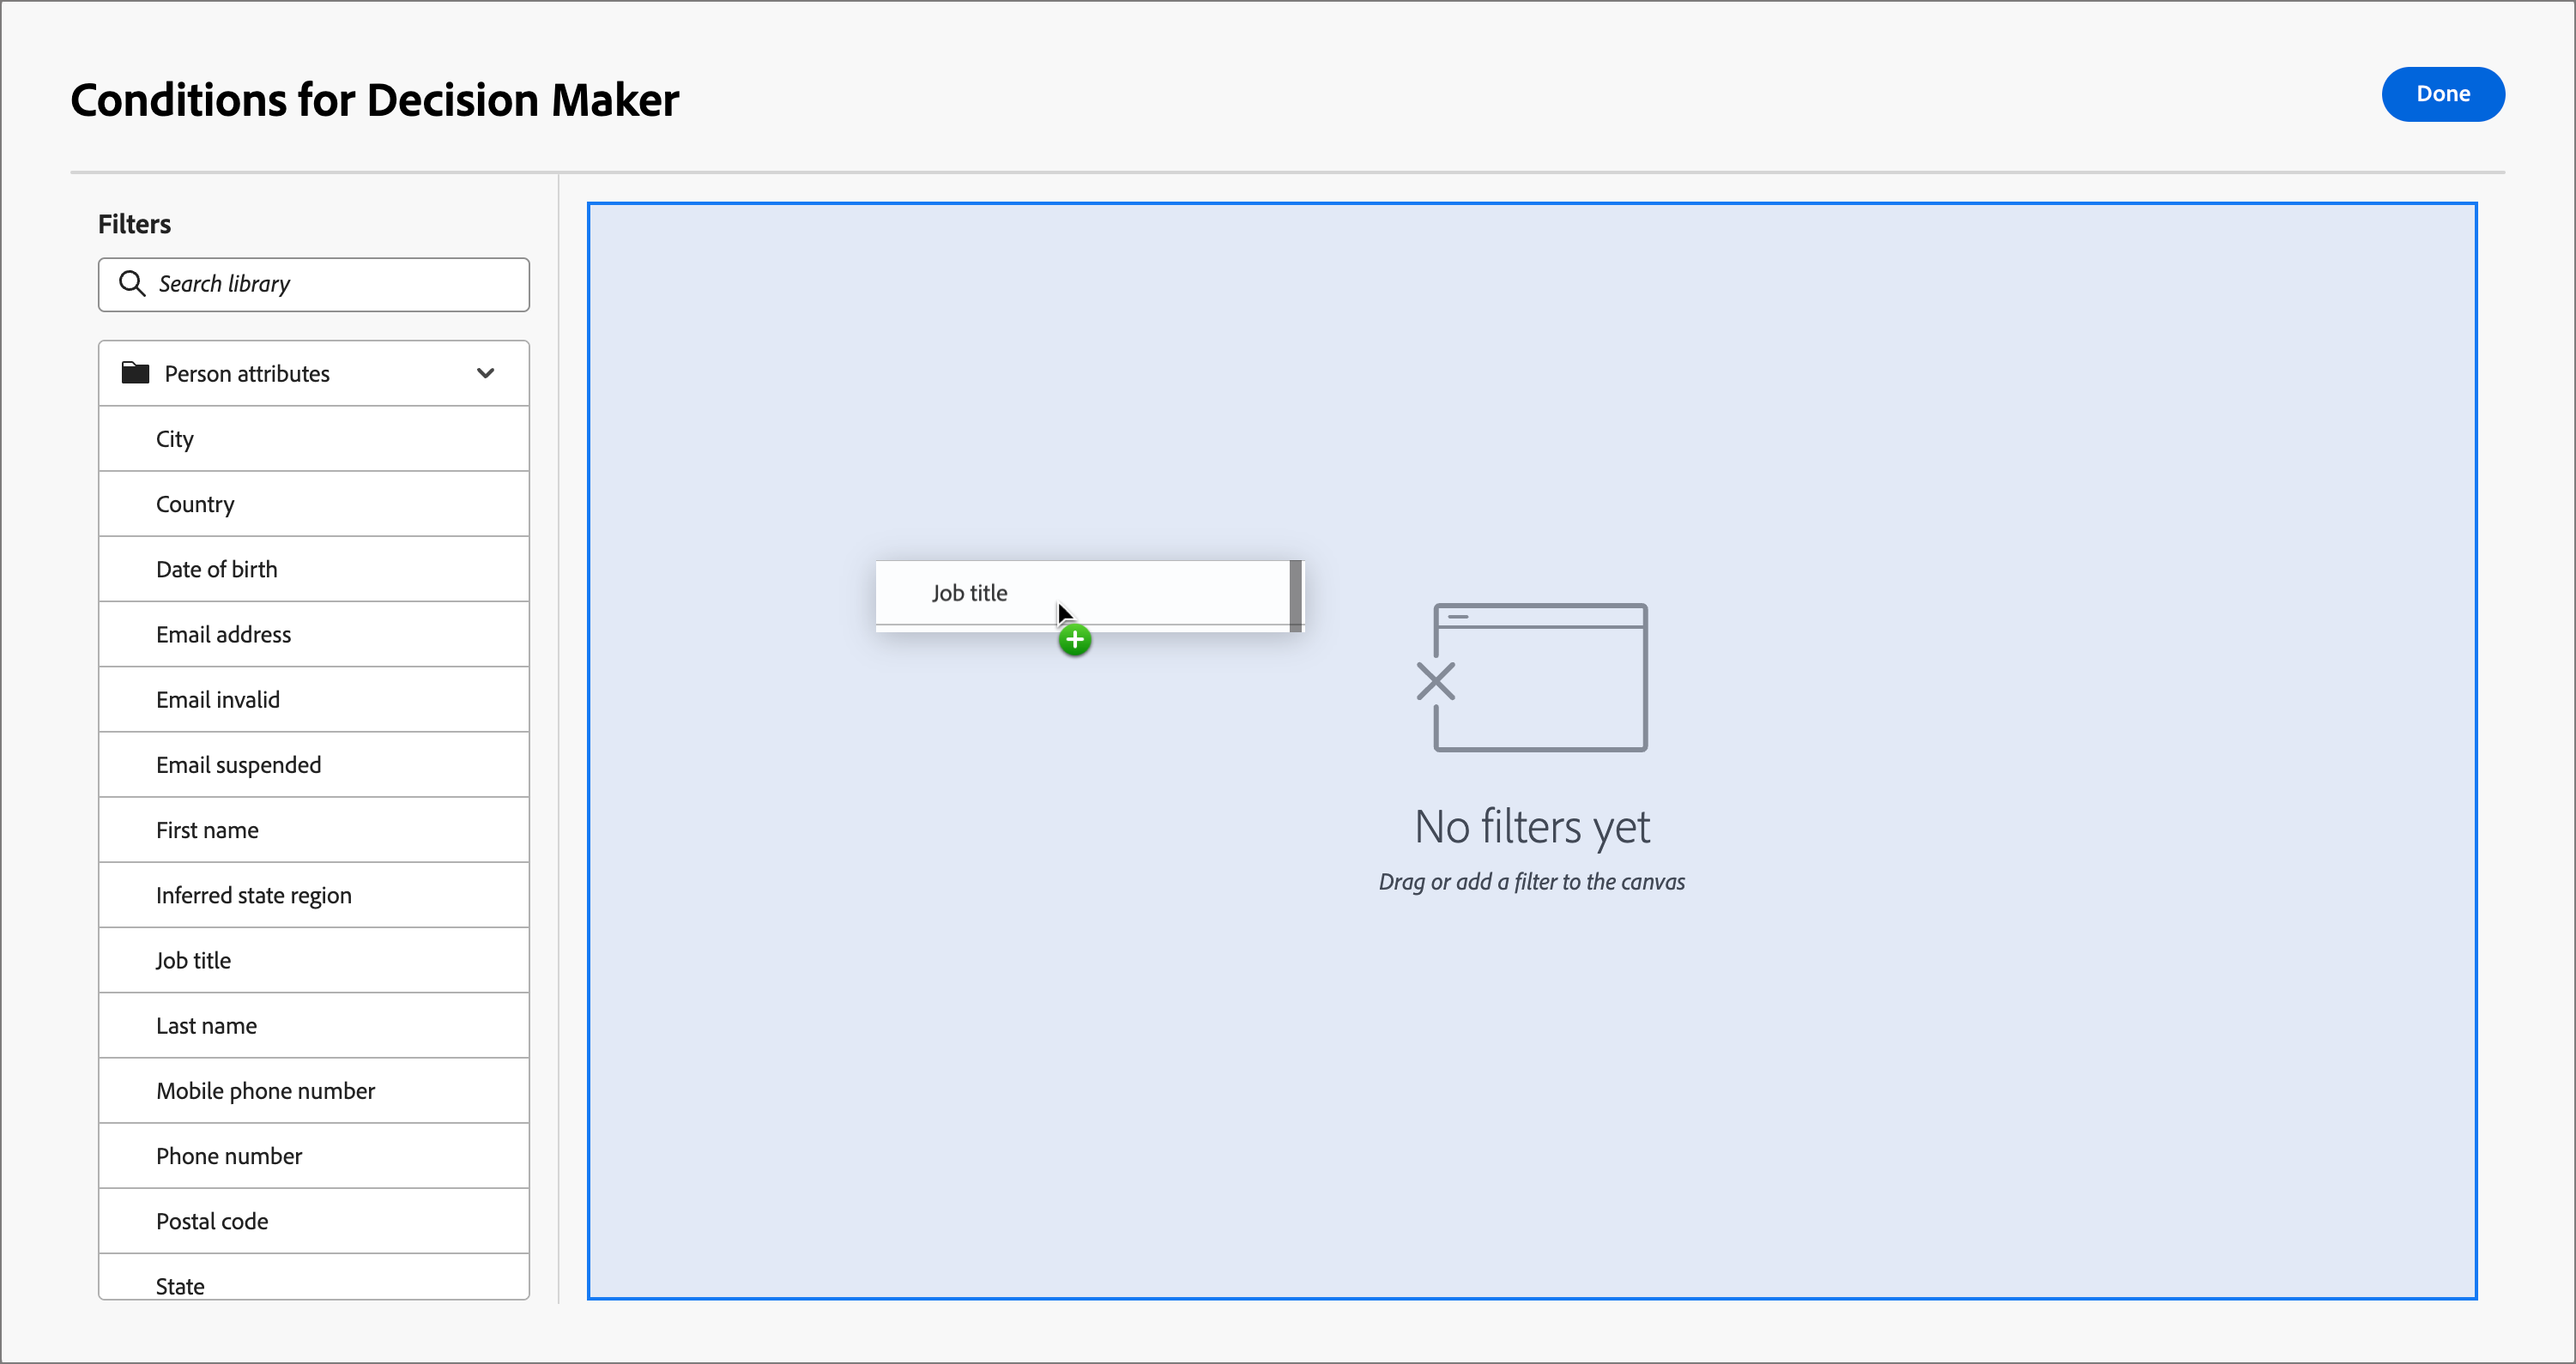 Conditions for Decision Maker
Done
Filters
Search library
Person attributes
City
Country
Date of birth
Email address
Email invalid
Email suspended
First name
Inferred state region
Job title
Last name
Mobile phone number
Phone number
Postal code
State
Job title
No filters yet
Drag or add a filter to the canvas